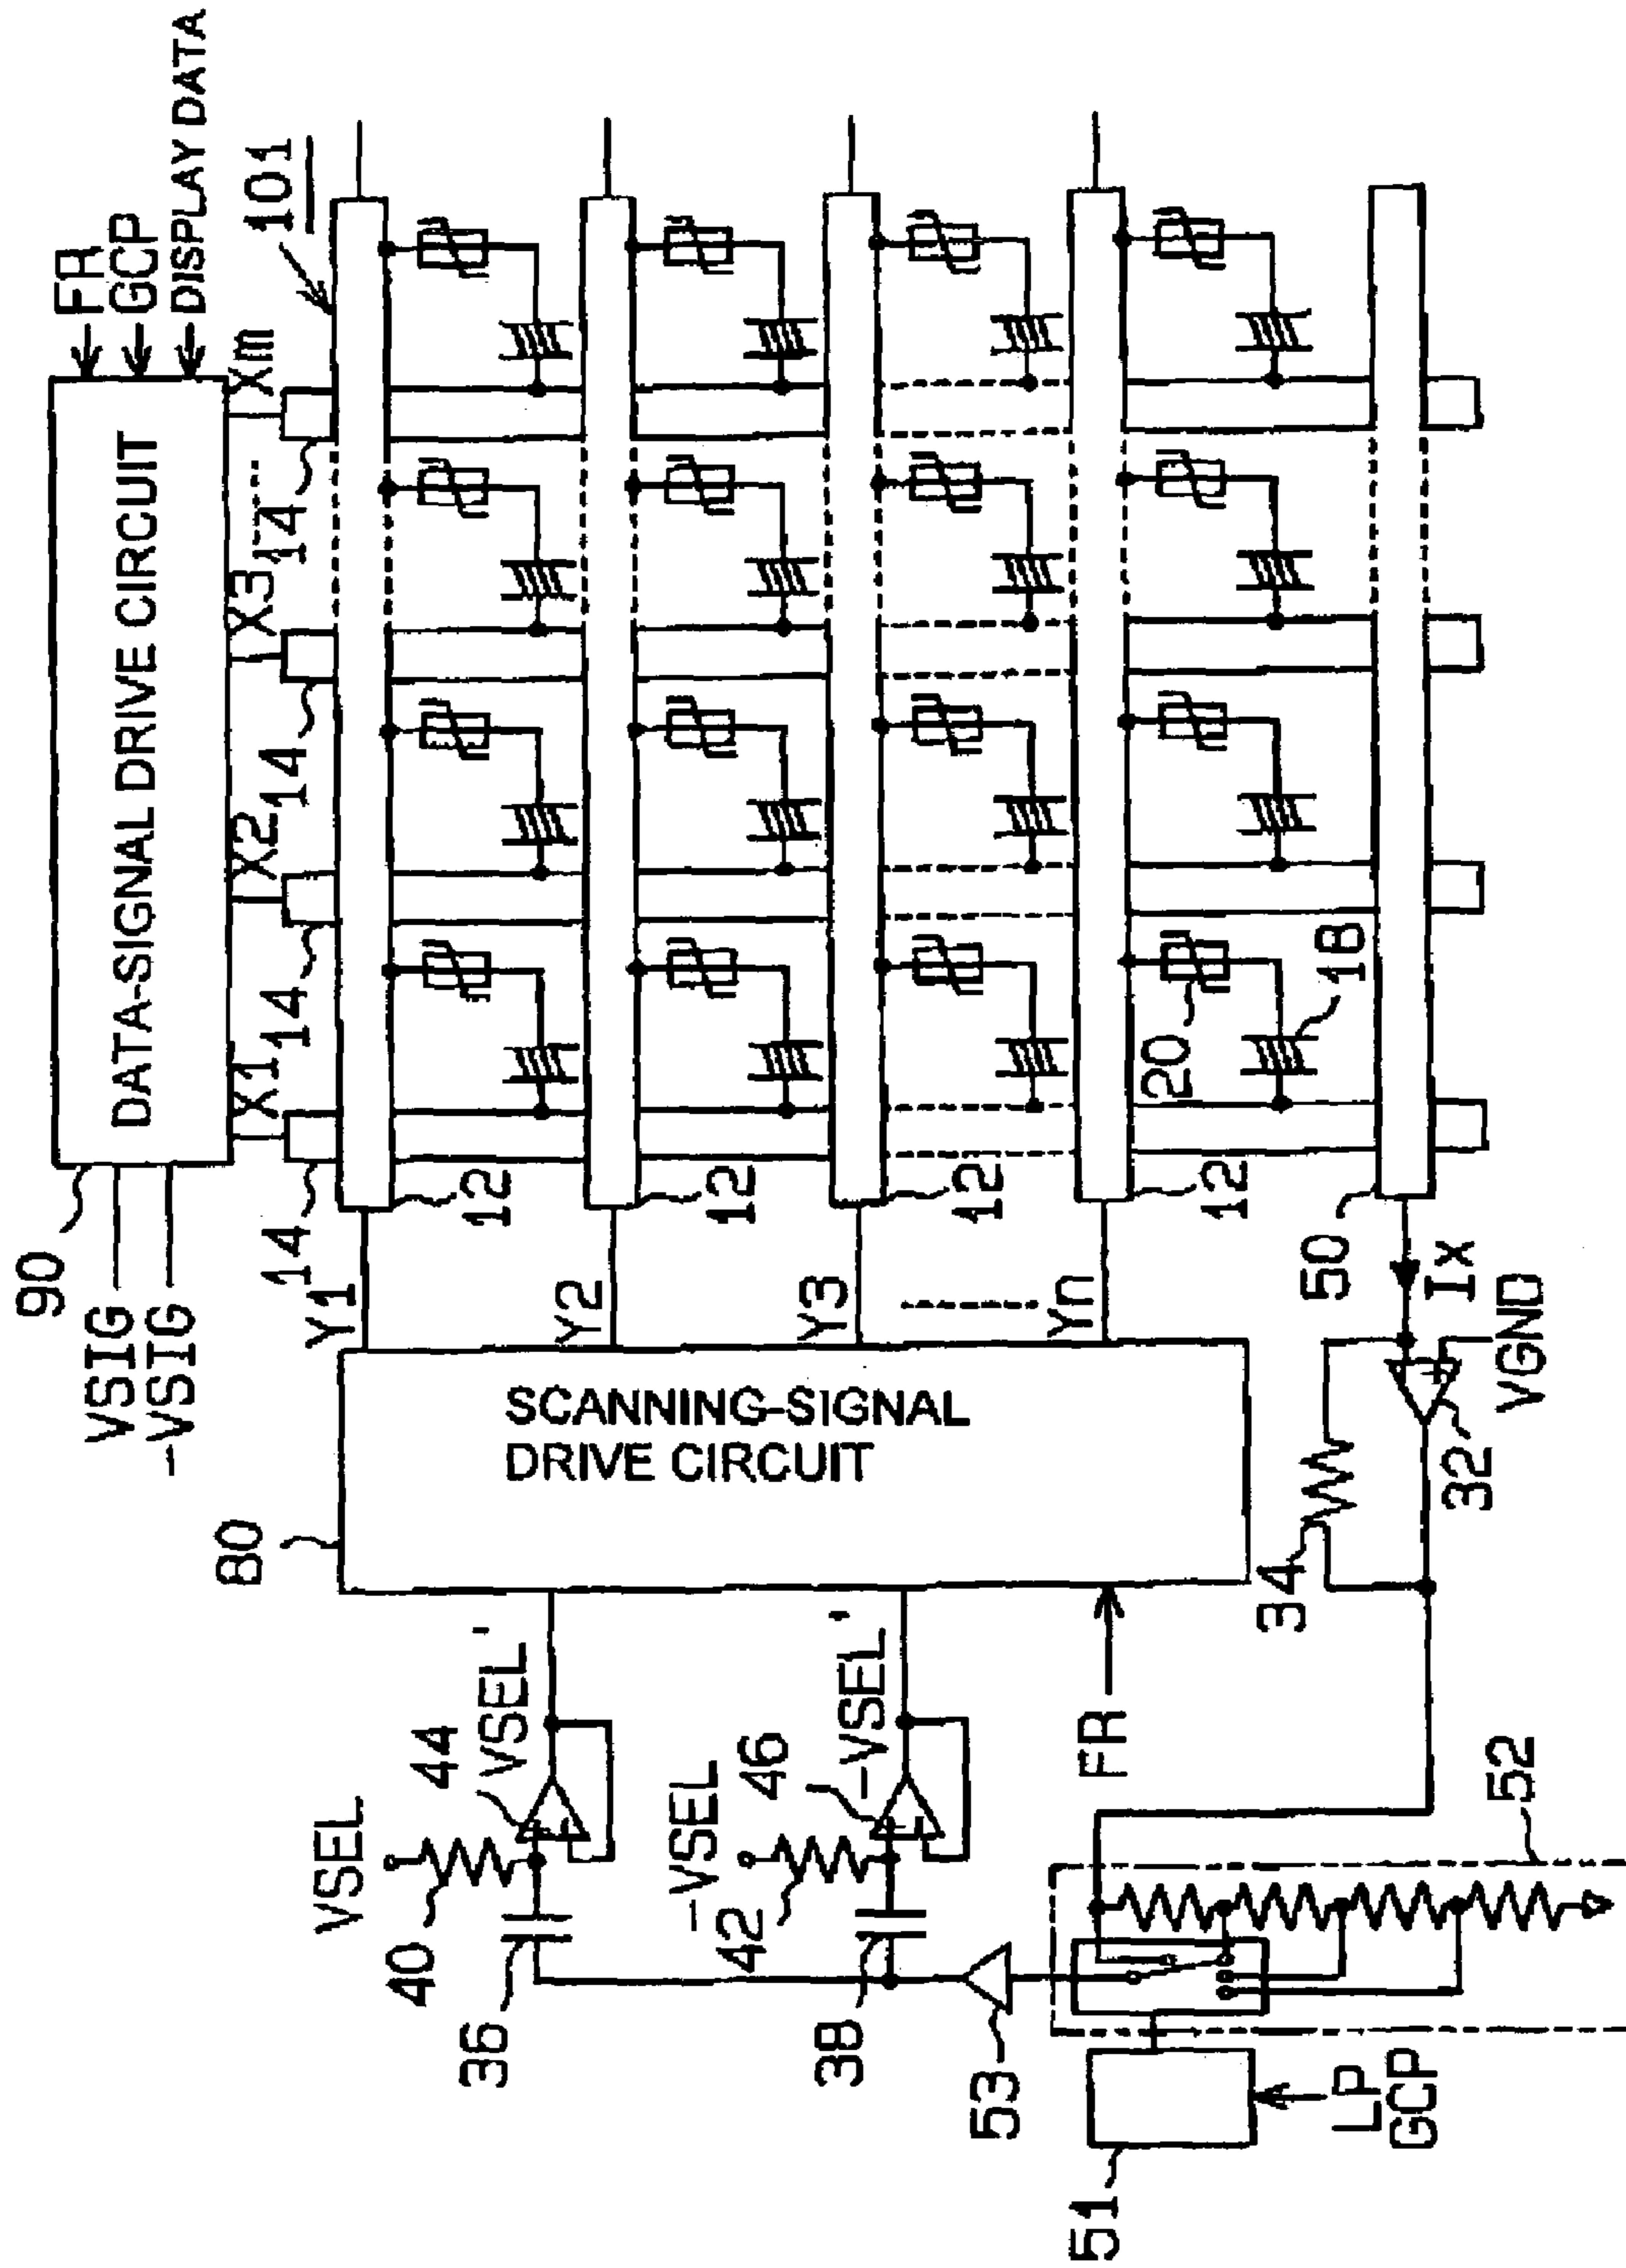 90
VSIG
-VSIG
DATA-SIGNAL DRIVE CIRCUIT
FR
GCP
DISPLAY DATA
X1
X2
X3
-----
Xm
14
14
14
14
14
101
80
SCANNING-SIGNAL
DRIVE CIRCUIT
Y1
Y2
Y3
Yn
12
12
12
12
20
18
50
Ix
VGND
32
34
VSEL
40
44
VSEL'
36
-VSEL
42
46
-VSEL'
38
FR
53
52
51
LP
GCP